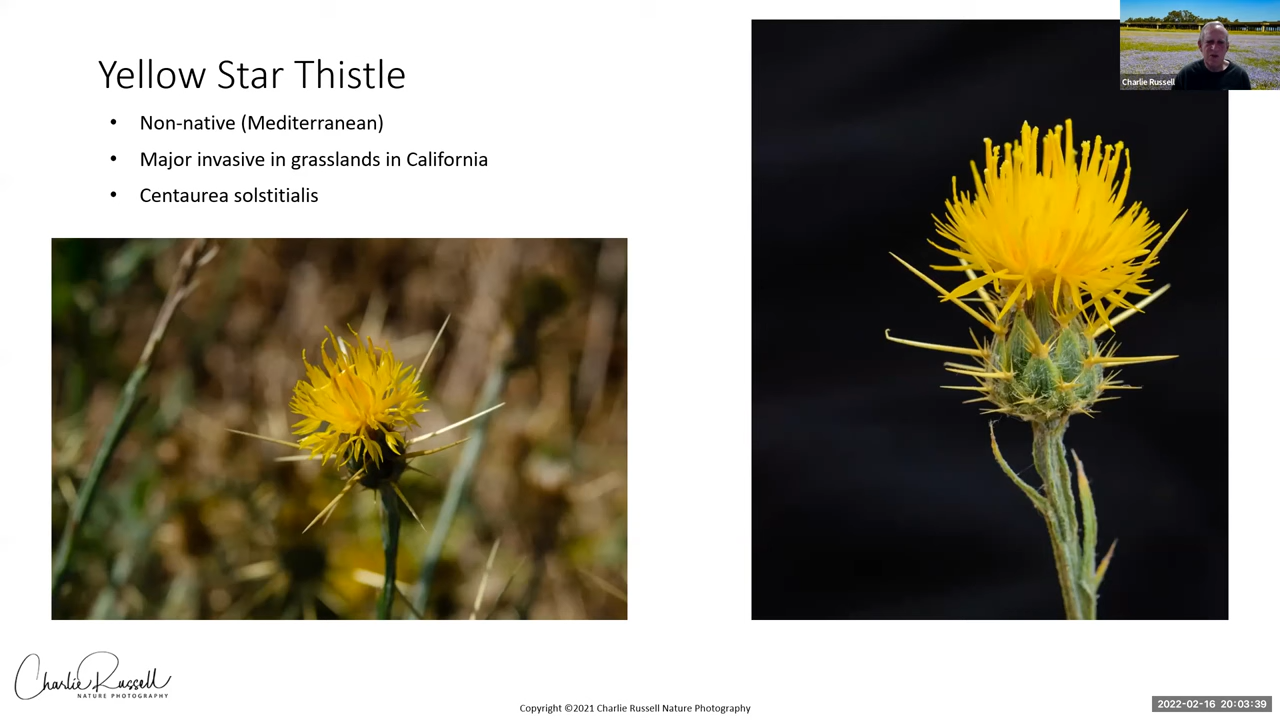 Yellow Star Thistle
• Non-native (Mediterranean)
• Major invasive in grasslands in California
• Centaurea solstitialis
Charlie Russell
Charlie Russell
NATURE PHOTOGRAPHY
Copyright ©2021 Charlie Russell Nature Photography
2022-02-16 20:03:39